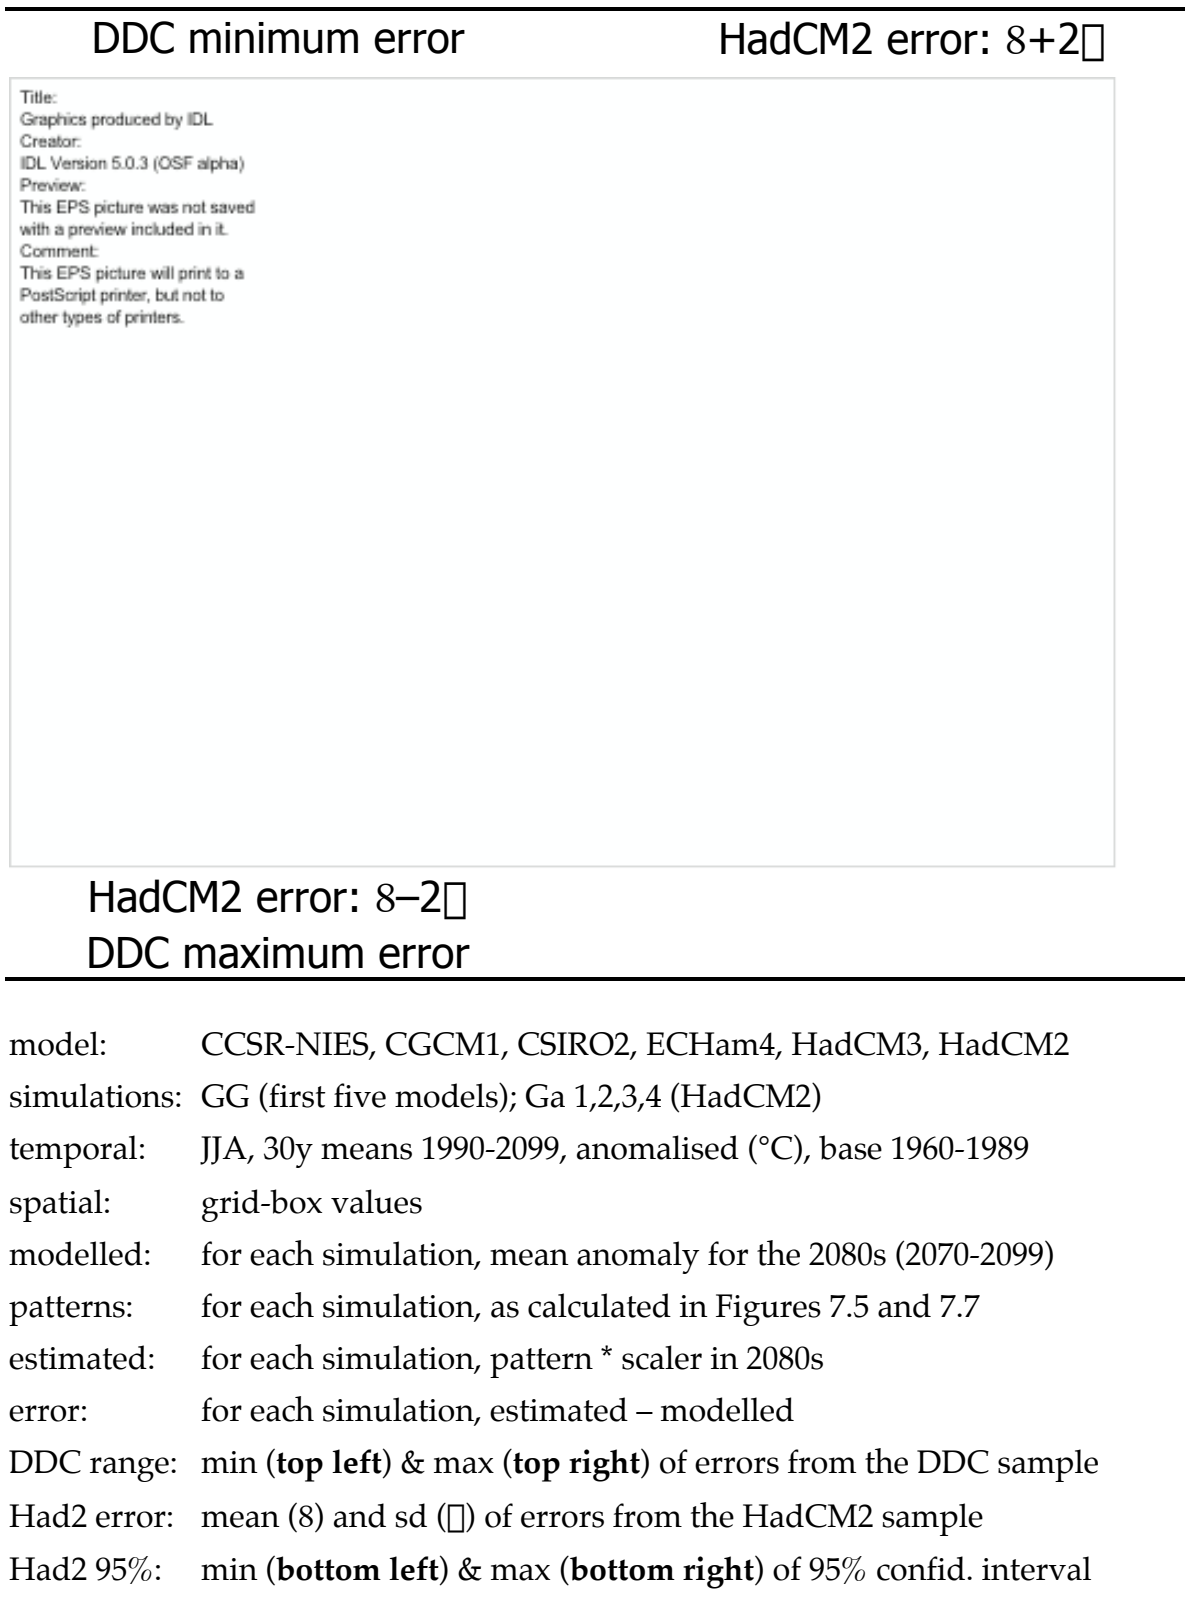 DDC minimum error HadCM2 error: 8+2▯
Title:
Graphics produced by IDL
Creator:
IDL Version 5.0.3 (OSF alpha)
Preview:
This EPS picture was not saved
with a preview included in it.
Comment:
This EPS picture will print to a
PostScript printer, but not to
other types of printers.
HadCM2 error: 8–2▯
DDC maximum error
model: CCSR-NIES, CGCM1, CSIRO2, ECHam4, HadCM3, HadCM2
simulations: GG (first five models); Ga 1,2,3,4 (HadCM2)
temporal: JJA, 30y means 1990-2099, anomalised (°C), base 1960-1989
spatial: grid-box values
modelled: for each simulation, mean anomaly for the 2080s (2070-2099)
patterns: for each simulation, as calculated in Figures 7.5 and 7.7
estimated: for each simulation, pattern * scaler in 2080s
error: for each simulation, estimated – modelled
DDC range: min (top left) & max (top right) of errors from the DDC sample
Had2 error: mean (8) and sd (▯) of errors from the HadCM2 sample
Had2 95%: min (bottom left) & max (bottom right) of 95% confid. interval